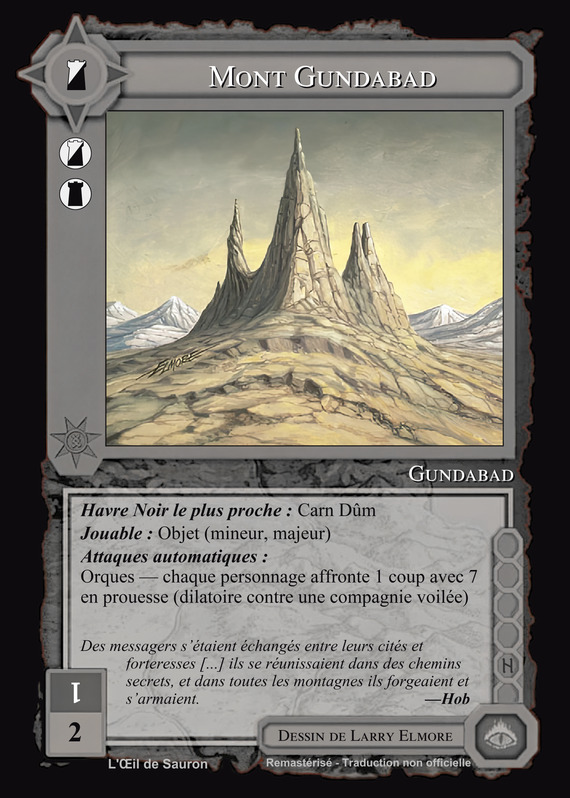 Mont Gundabad
ELMORE
Gundabad
Havre Noir le plus proche : Carn Dûm
Jouable : Objet (mineur, majeur)
Attaques automatiques :
Orques — chaque personnage affronte 1 coup avec 7
en prouesse (dilatoire contre une compagnie voilée)
Des messagers s’étaient échangés entre leurs cités et
forteresses [...] ils se réunissaient dans des chemins
secrets, et dans toutes les montagnes ils forgeaient et
s’armaient. —Hob
1
2
Dessin de Larry Elmore
L'Œil de Sauron
Remastérisé - Traduction non officielle